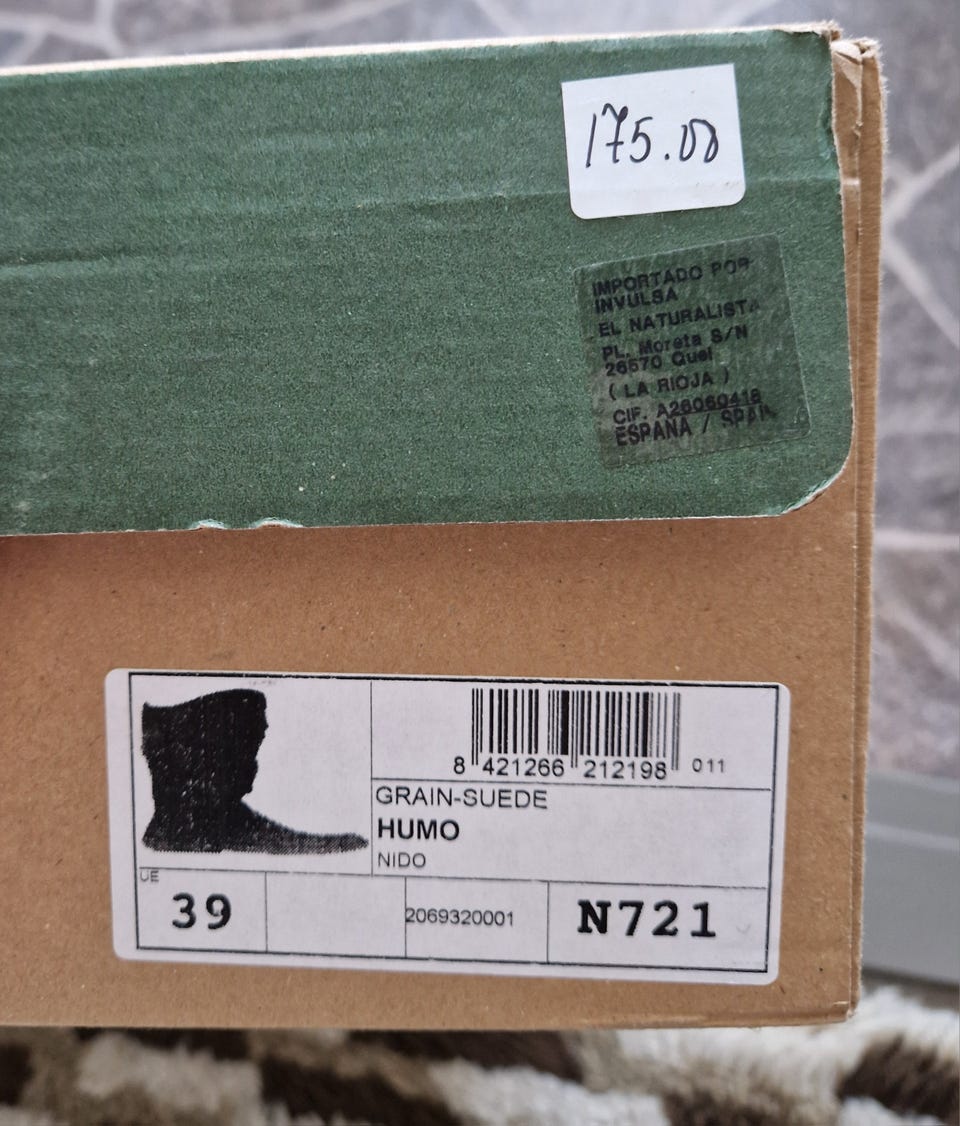 175.00
IMPORTADO POR
INVULSA
EL NATURALISTA
PL. Moreta S/N
26570 Quel
( LA RIOJA )
CIF. A26060418
ESPAÑA / SPAIN
8 421266 212198 011
GRAIN-SUEDE
HUMO
NIDO
UE
39
2069320001
N721